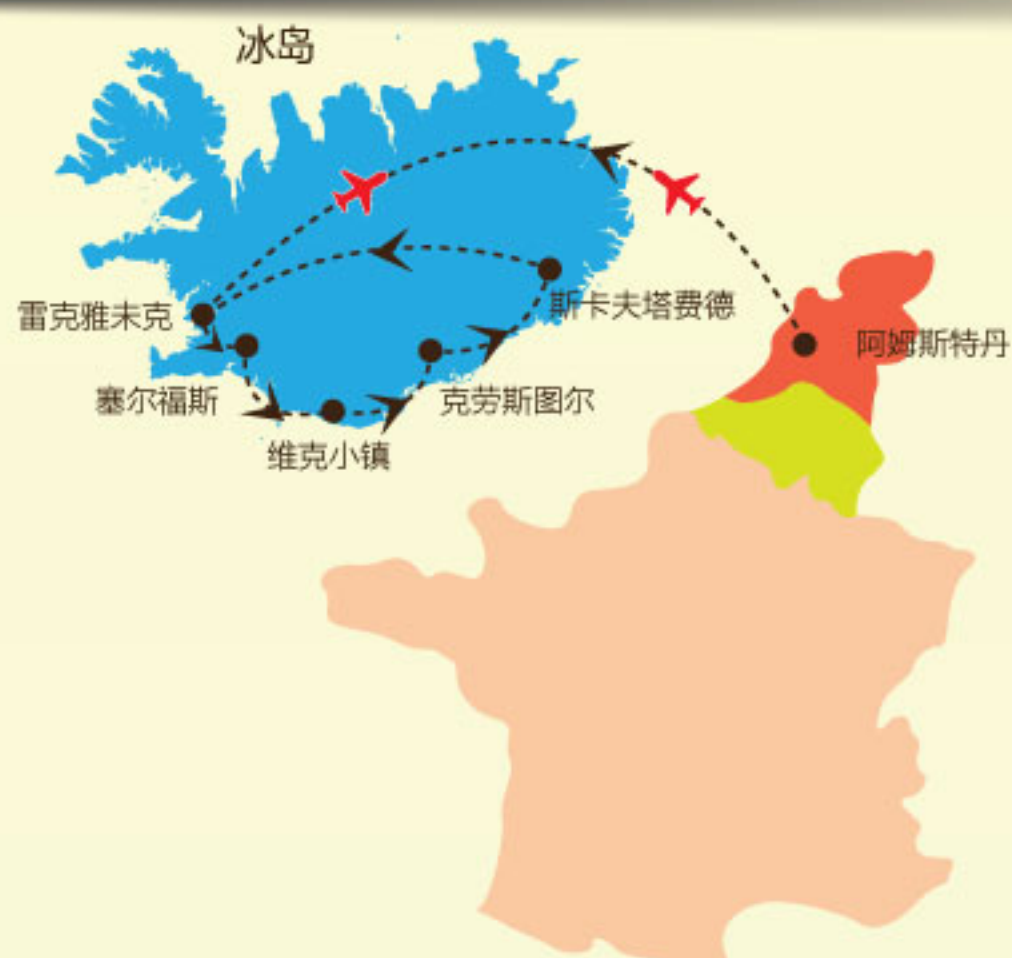 冰岛
雷克雅未克
斯卡夫塔费德
阿姆斯特丹
塞尔福斯
克劳斯图尔
维克小镇